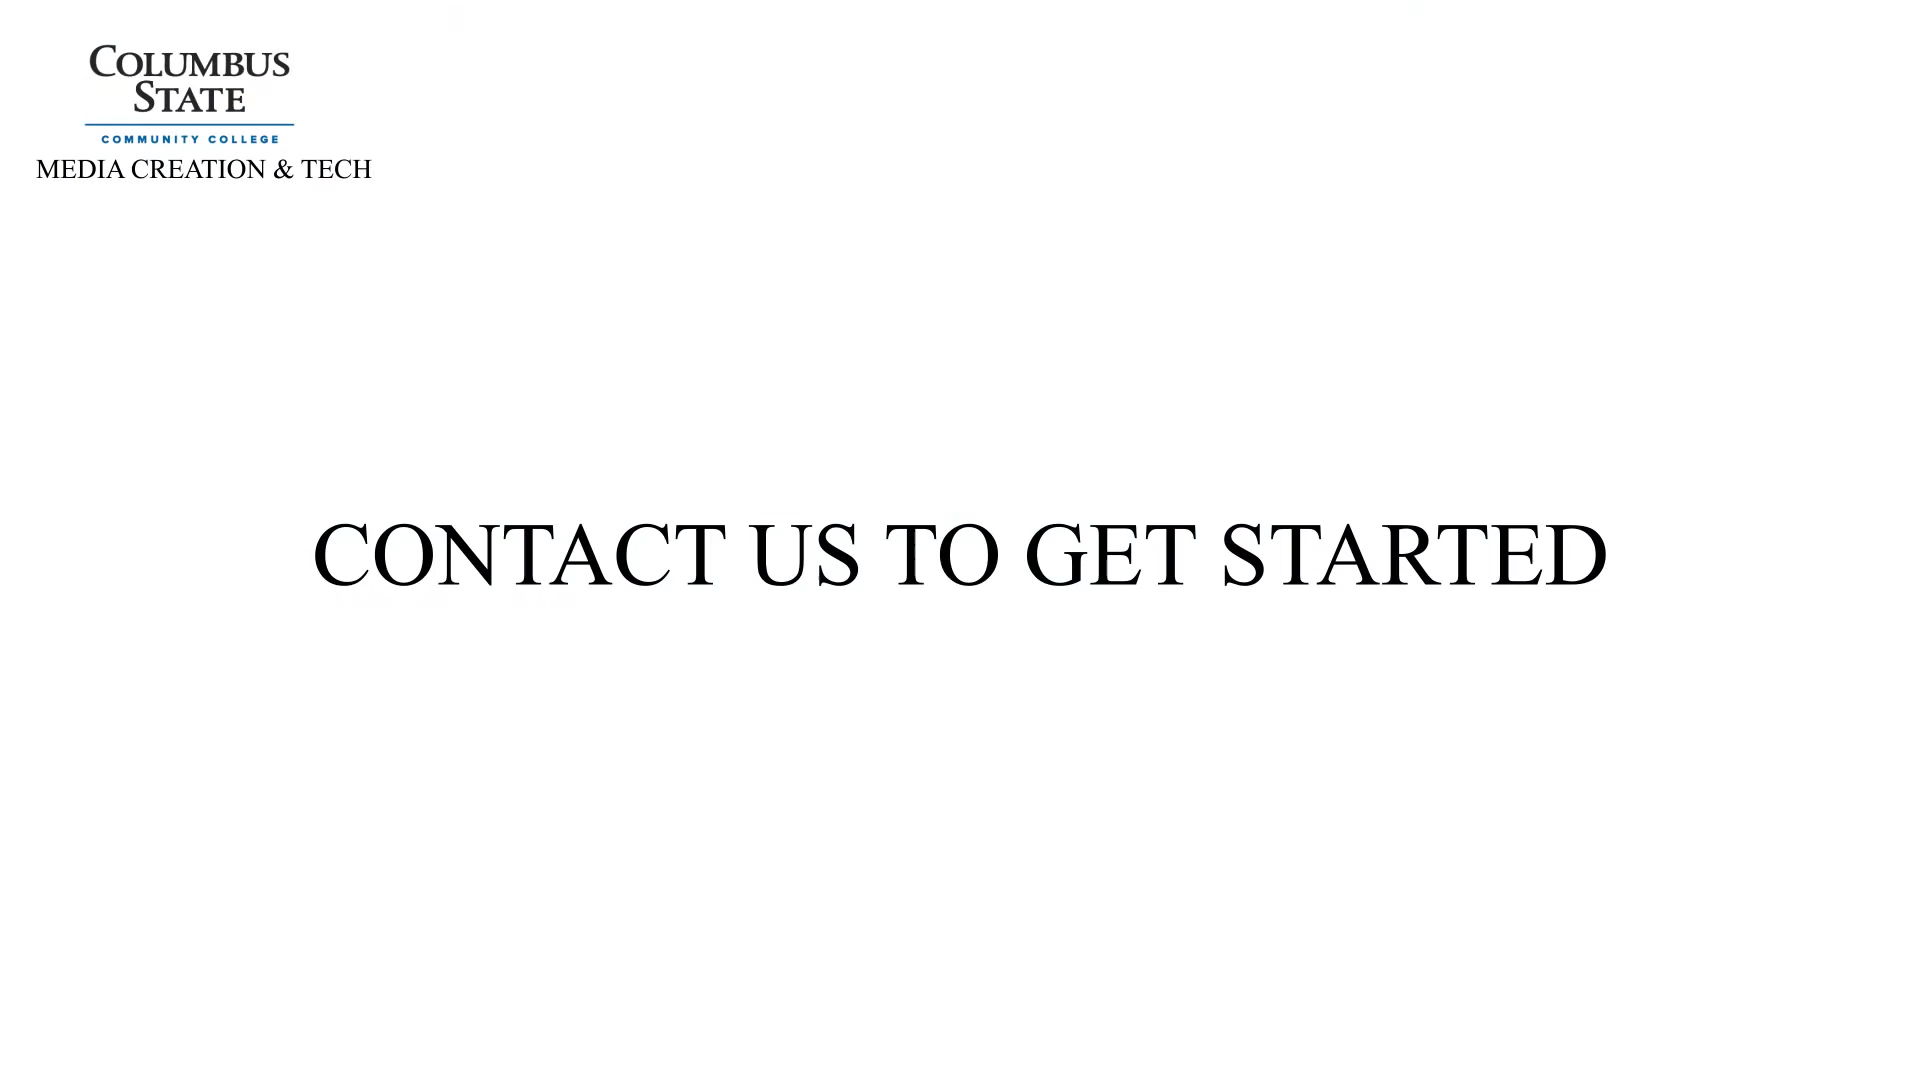 COLUMBUS
STATE
COMMUNITY COLLEGE
MEDIA CREATION & TECH
CONTACT US TO GET STARTED